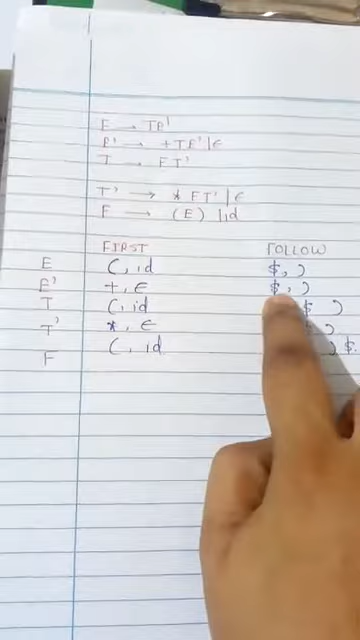 E → TE'
E' → +TE' | ϵ
T → FT'
T' → * FT' | ϵ
F → (E) | id
FIRST FOLLOW
E (, id $, )
E' +, ϵ $, )
T (, id $ )
T' *, ϵ )
F (, id ) $.